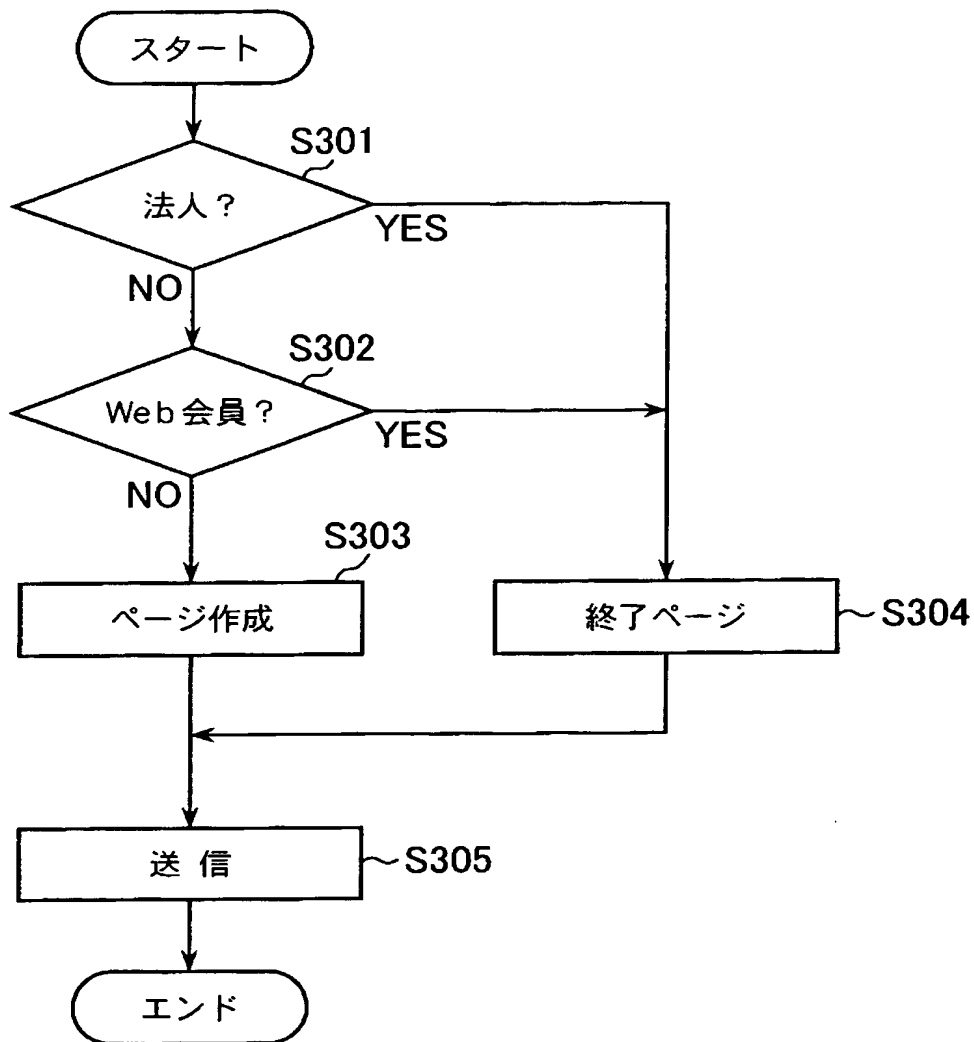 スタート
S301
法人？
YES
NO
S302
Web会員？
YES
NO
S303
ページ作成
終了ページ
S304
送信
S305
エンド